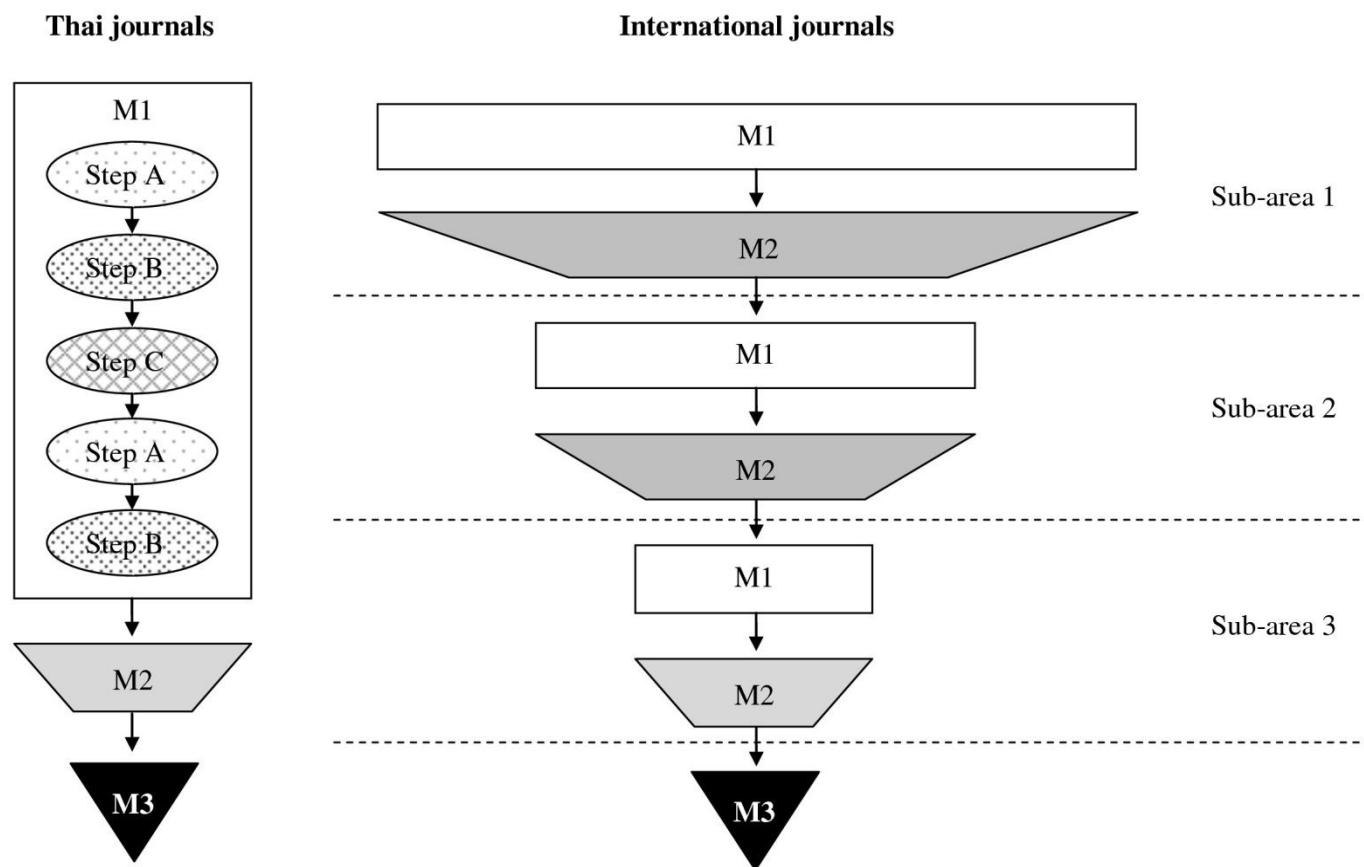 Thai journals
M1
Step A
Step B
Step C
Step A
Step B
M2
M3
International journals
M1
M2
Sub-area 1
M1
M2
Sub-area 2
M1
M2
Sub-area 3
M3